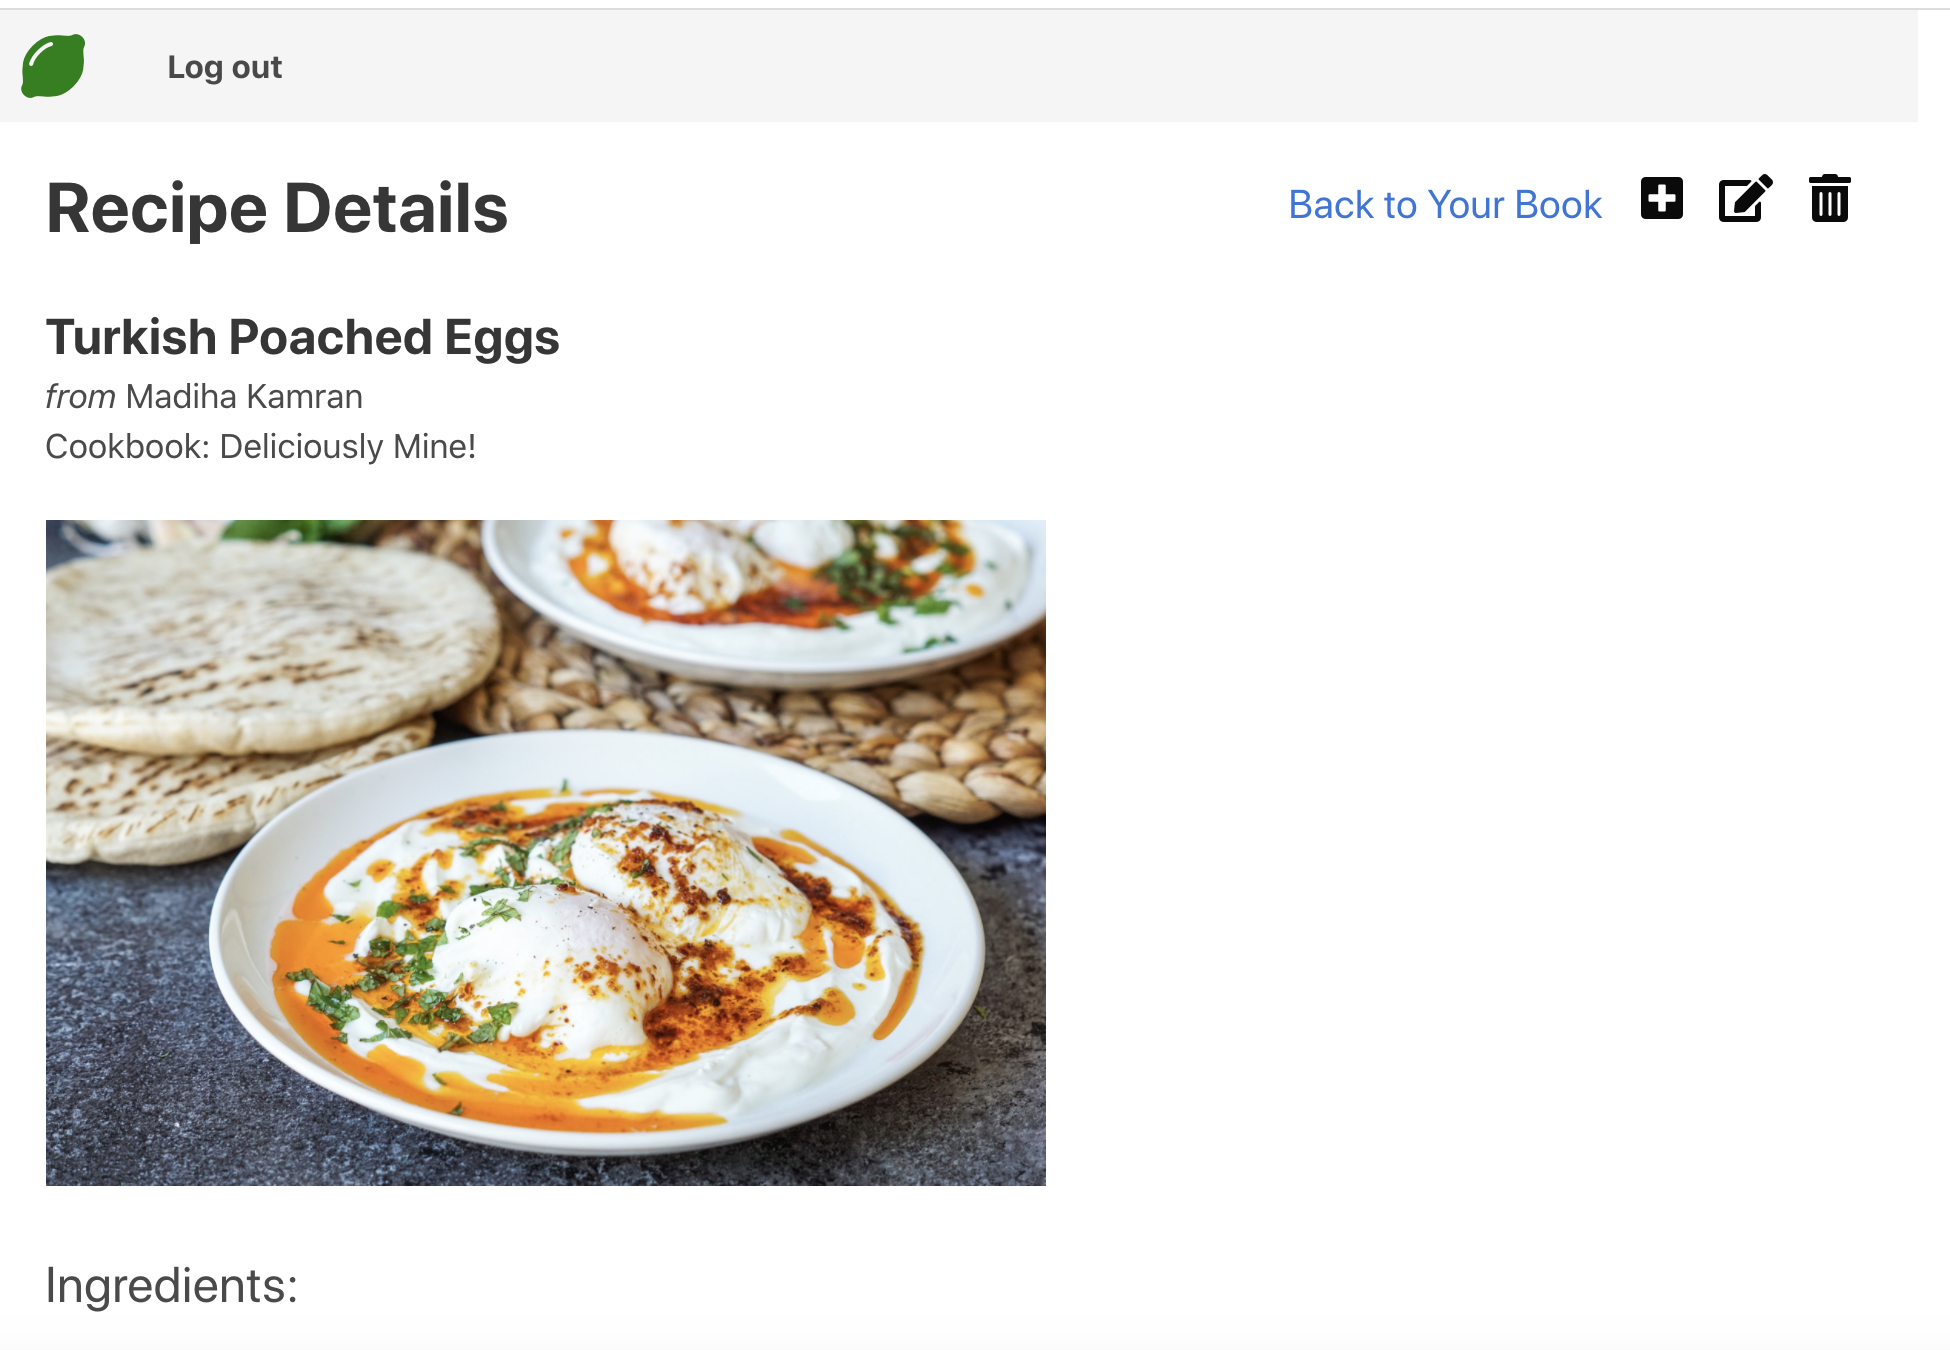 Log out
Recipe Details
Back to Your Book
Turkish Poached Eggs
from Madiha Kamran
Cookbook: Deliciously Mine!
Ingredients: